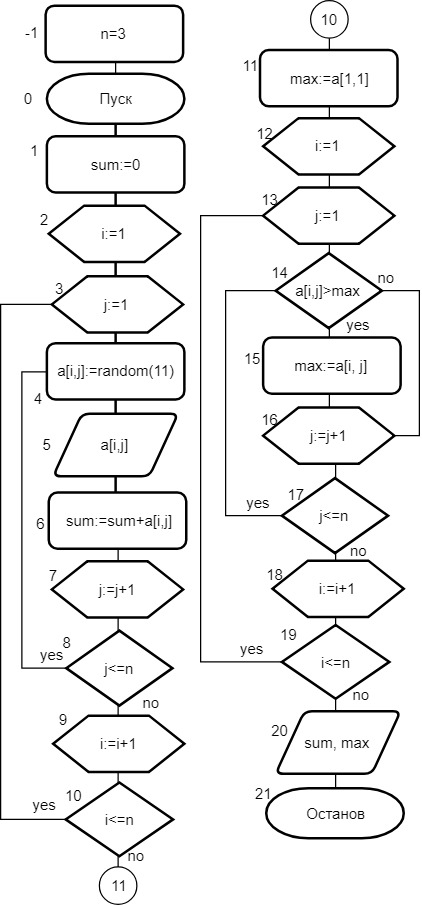 -1
n=3
0
Пуск
1
sum:=0
2
i:=1
3
j:=1
a[i,j]:=random(11)
4
5
a[i,j]
sum:=sum+a[i,j]
6
7
j:=j+1
8
yes
j<=n
no
9
i:=i+1
10
yes
i<=n
no
11
10
11
max:=a[1,1]
12
i:=1
13
j:=1
14
no
a[i,j]>max
yes
15
max:=a[i, j]
16
j:=j+1
17
yes
j<=n
no
18
i:=i+1
19
yes
i<=n
no
20
sum, max
21
Останов